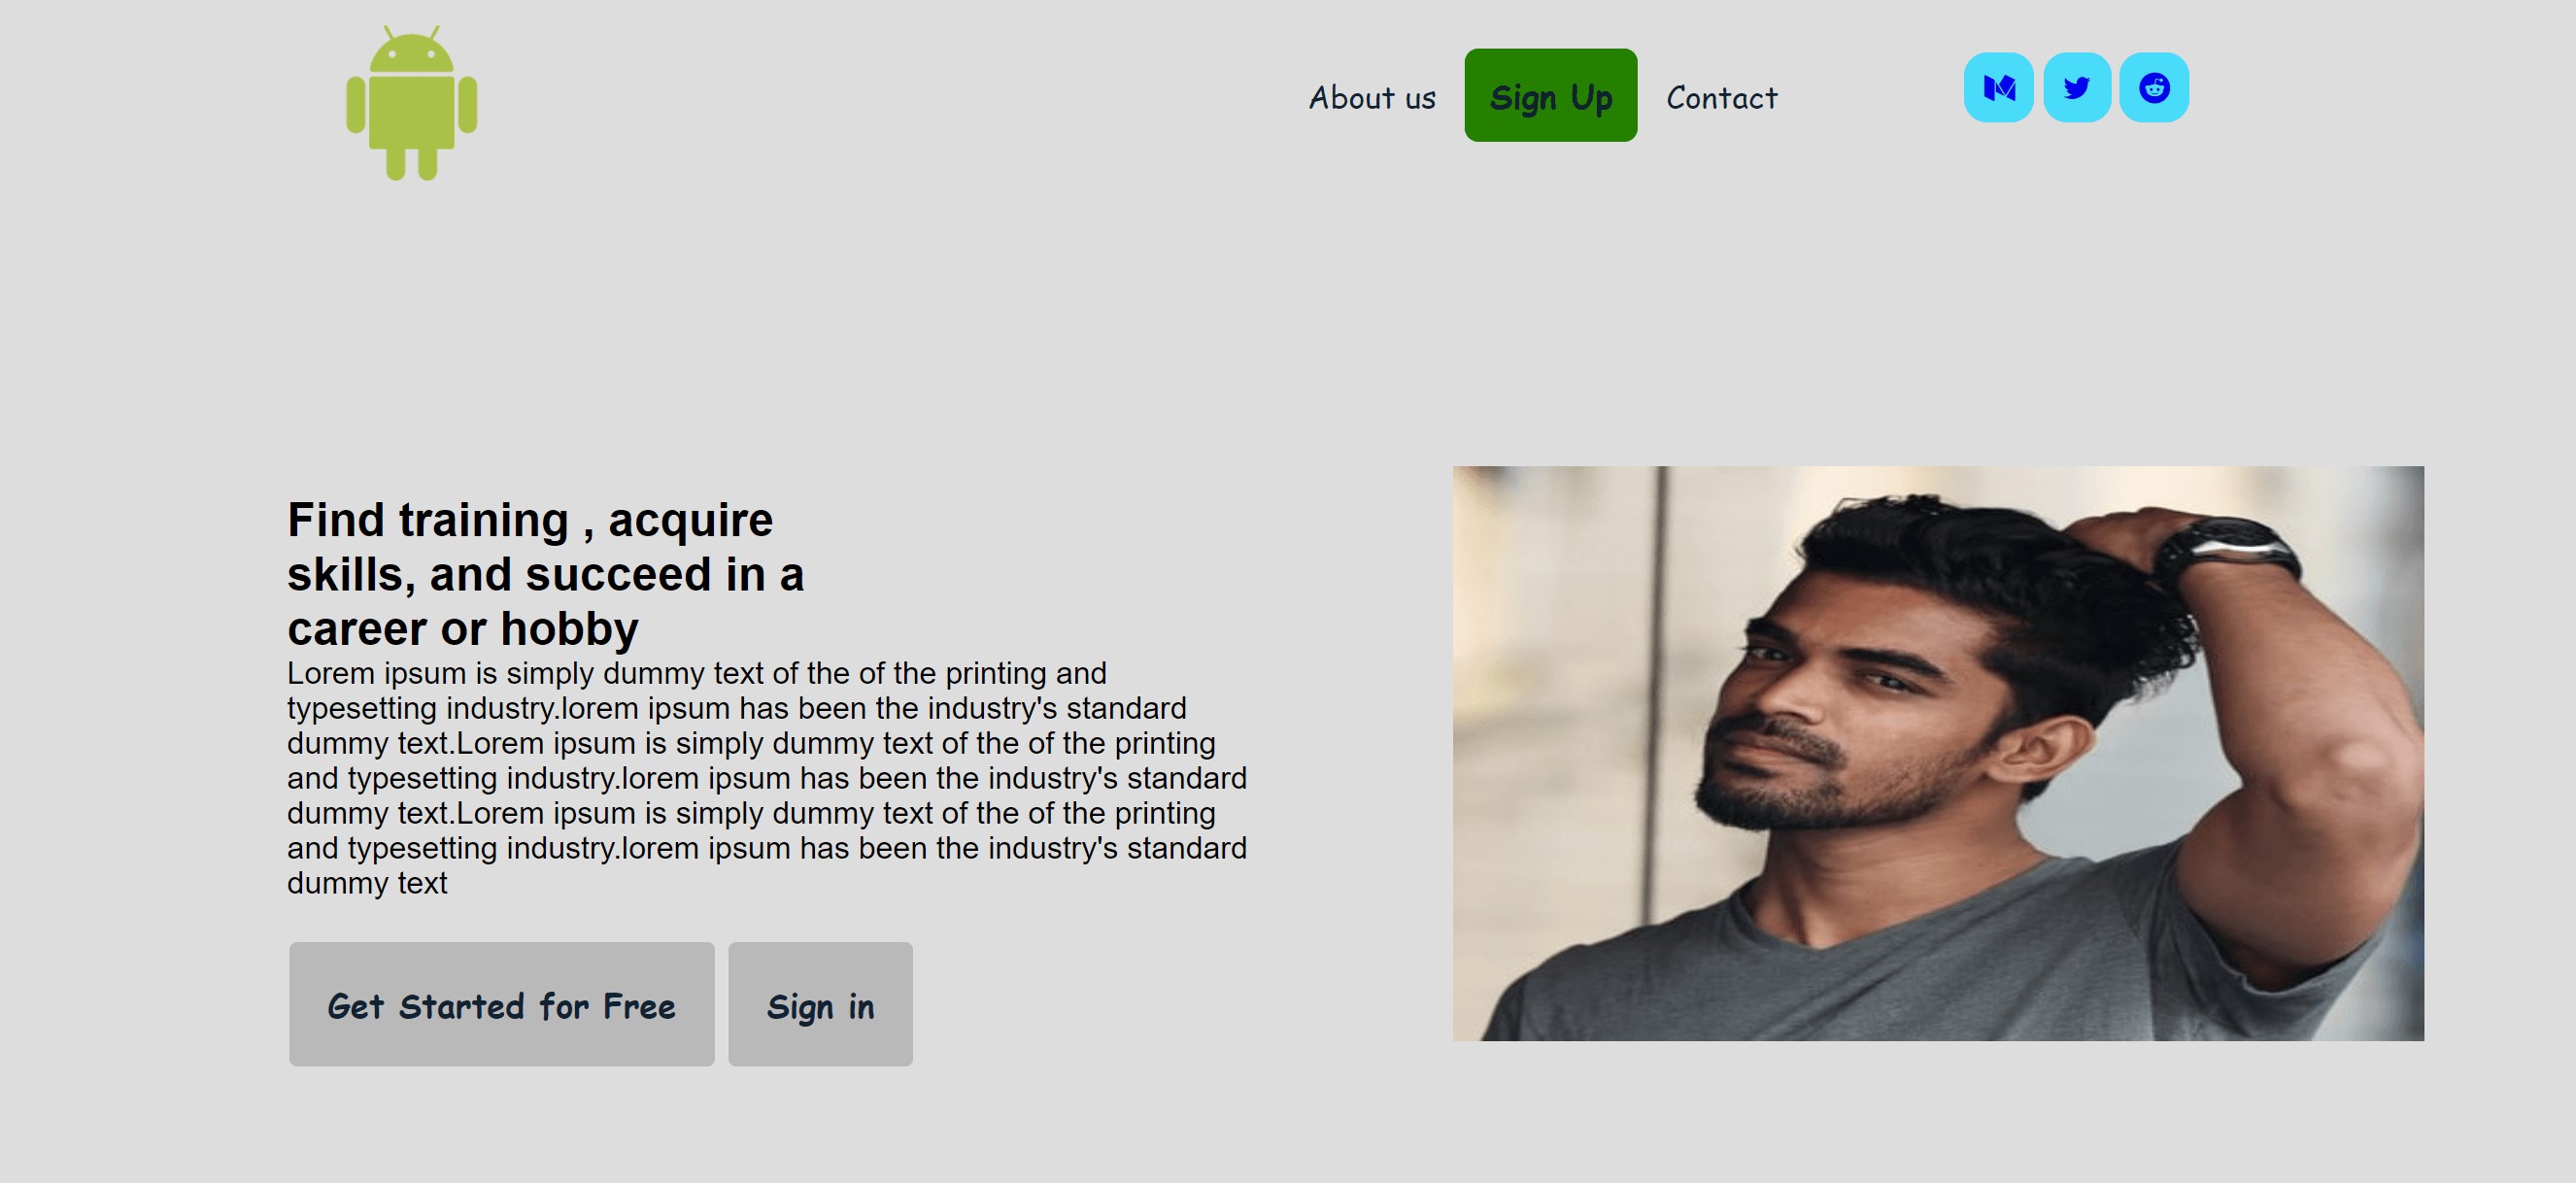 About us
Sign Up
Contact
Find training , acquire
skills, and succeed in a
career or hobby
Lorem ipsum is simply dummy text of the of the printing and
typesetting industry.lorem ipsum has been the industry's standard
dummy text.Lorem ipsum is simply dummy text of the of the printing
and typesetting industry.lorem ipsum has been the industry's standard
dummy text.Lorem ipsum is simply dummy text of the of the printing
and typesetting industry.lorem ipsum has been the industry's standard
dummy text
Get Started for Free
Sign in